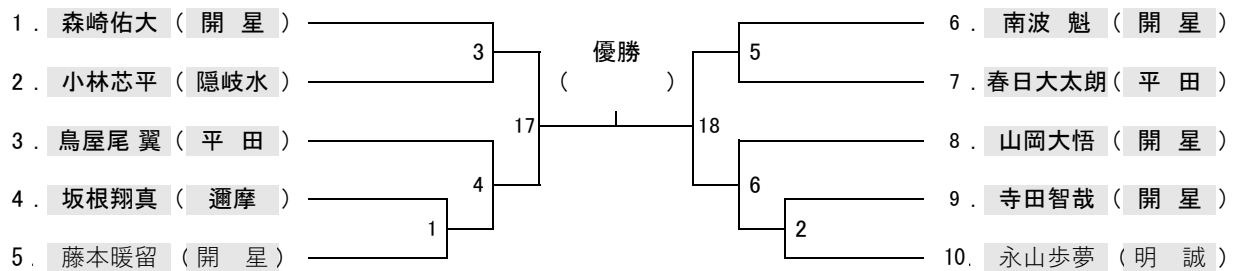 1. 森崎佑大 (開 星)
2. 小林芯平 (隠岐水)
3. 鳥屋尾 翼 (平 田)
4. 坂根翔真 (邇摩)
5. 藤本暖留 (開 星)
3
17
4
1
優勝
( )
5
18
6
2
6. 南波 魁 (開 星)
7. 春日大太朗 (平 田)
8. 山岡大悟 (開 星)
9. 寺田智哉 (開 星)
10. 永山歩夢 (明 誠)